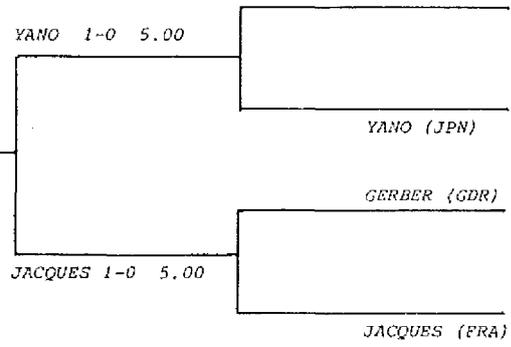 YANO 1-0 5.00
YANO (JPN)
GERBER (GDR)
JACQUES 1-0 5.00
JACQUES (FRA)